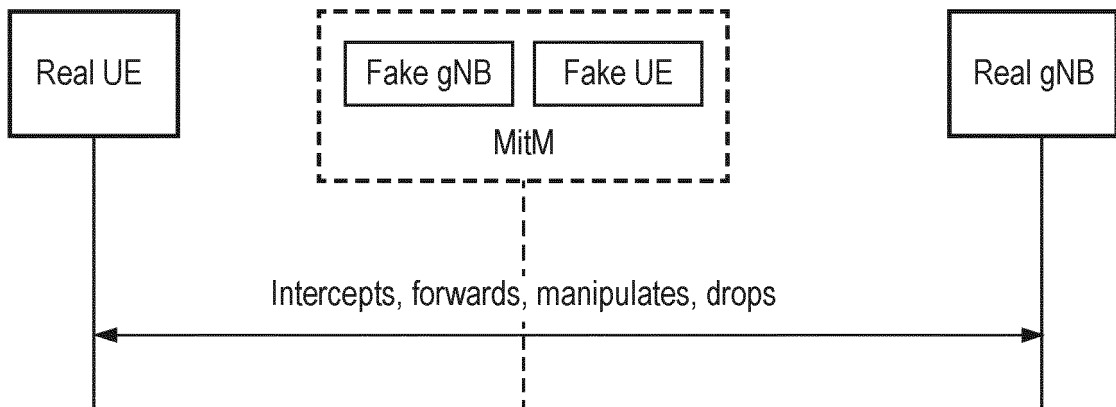 Real UE
Fake gNB
Fake UE
MitM
Real gNB
Intercepts, forwards, manipulates, drops